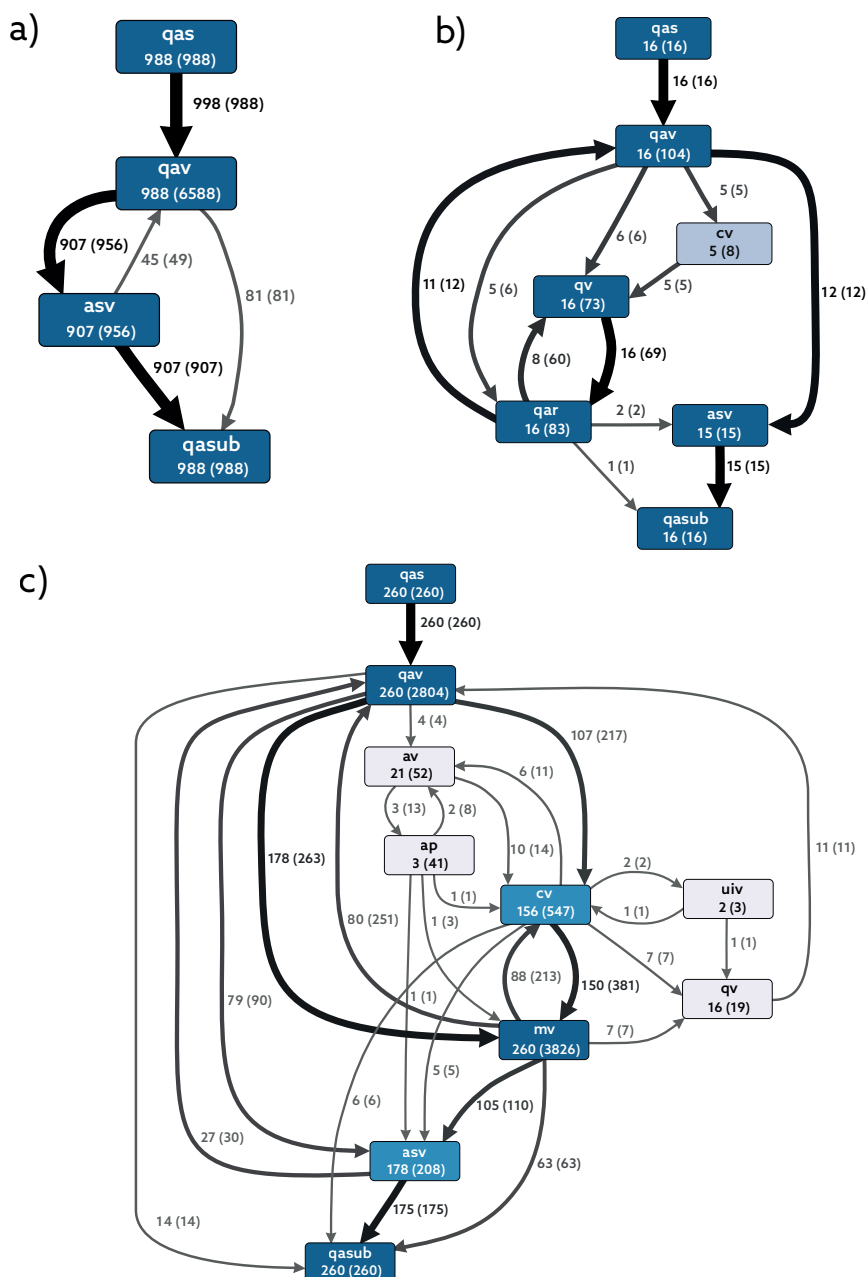 a)
qas
988 (988)
998 (988)
qav
988 (6588)
907 (956)
45 (49)
81 (81)
asv
907 (956)
907 (907)
qasub
988 (988)
b)
qas
16 (16)
16 (16)
qav
16 (104)
5 (5)
cv
5 (8)
6 (6)
11 (12)
5 (6)
5 (5)
12 (12)
qv
16 (73)
8 (60)
16 (69)
qar
16 (83)
2 (2)
asv
15 (15)
1 (1)
15 (15)
qasub
16 (16)
c)
qas
260 (260)
260 (260)
qav
260 (2804)
4 (4)
107 (217)
av
21 (52)
6 (11)
3 (13)
2 (8)
ap
3 (41)
10 (14)
11 (11)
178 (263)
2 (2)
uiv
2 (3)
1 (1)
cv
156 (547)
1 (1)
80 (251)
1 (3)
1 (1)
7 (7)
88 (213)
150 (381)
qv
16 (19)
79 (90)
1 (1)
mv
260 (3826)
7 (7)
5 (5)
6 (6)
105 (110)
27 (30)
asv
178 (208)
63 (63)
175 (175)
14 (14)
qasub
260 (260)